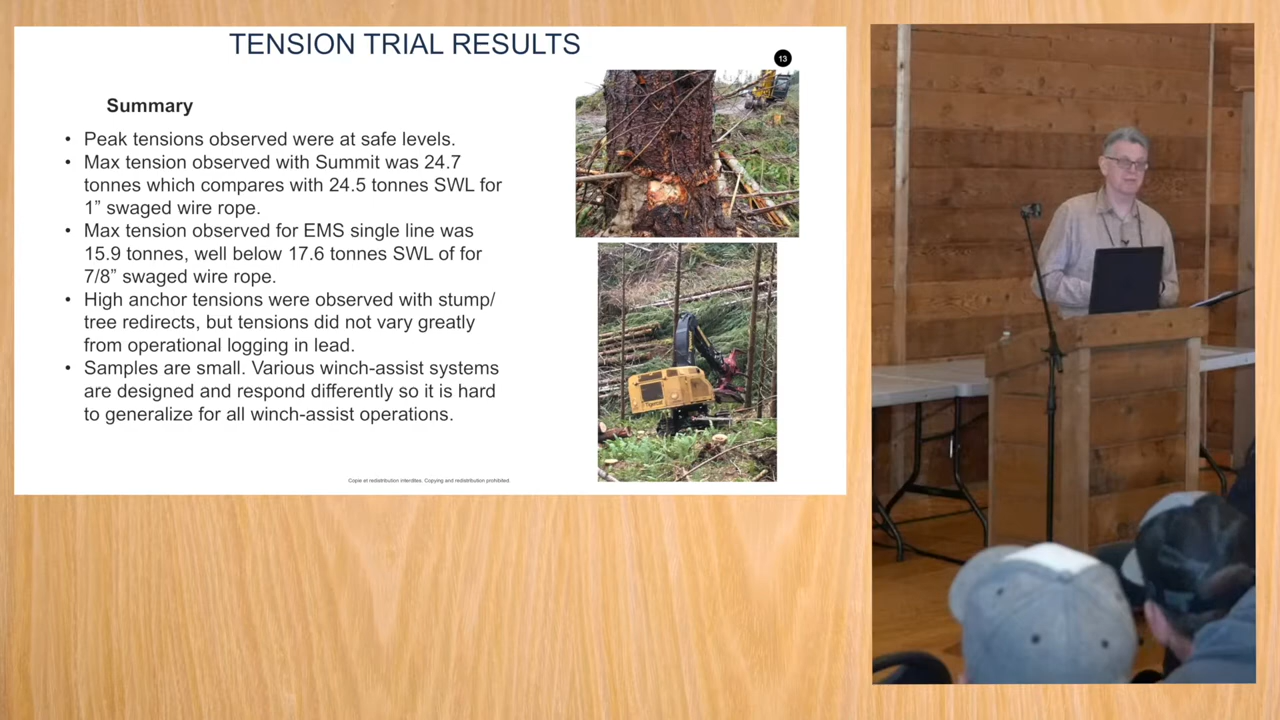 TENSION TRIAL RESULTS
13
Summary
• Peak tensions observed were at safe levels.
• Max tension observed with Summit was 24.7
tonnes which compares with 24.5 tonnes SWL for
1” swaged wire rope.
• Max tension observed for EMS single line was
15.9 tonnes, well below 17.6 tonnes SWL of for
7/8” swaged wire rope.
• High anchor tensions were observed with stump/
tree redirects, but tensions did not vary greatly
from operational logging in lead.
• Samples are small. Various winch-assist systems
are designed and respond differently so it is hard
to generalize for all winch-assist operations.
Tigercat
Copie et redistribution interdites. Copying and redistribution prohibited.